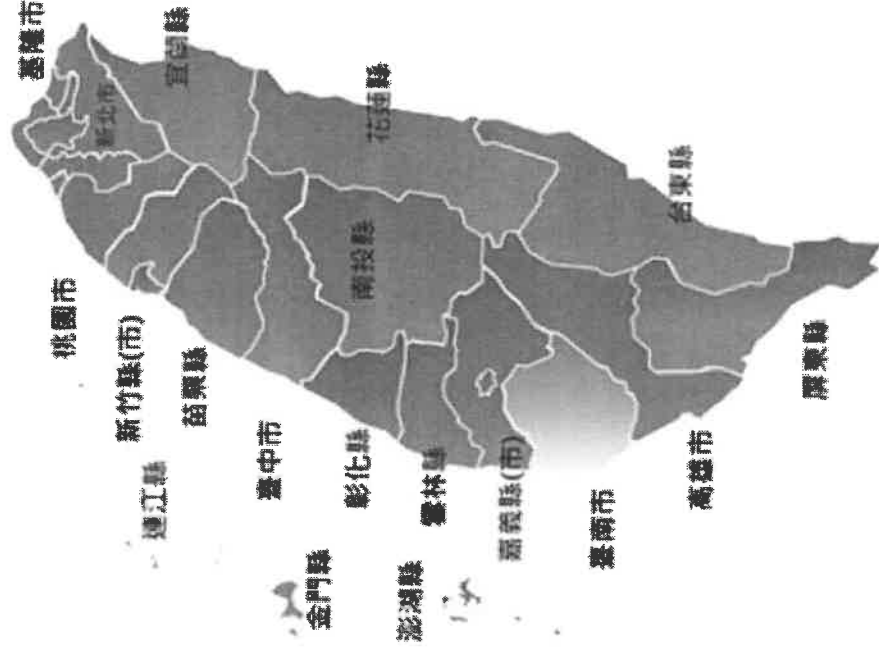 基隆市
新北市
宜蘭縣
桃園市
新竹縣(市)
苗栗縣
花蓮縣
連江縣
臺中市
南投縣
彰化縣
台東縣
金門縣
雲林縣
澎湖縣
嘉義縣(市)
臺南市
高雄市
屏東縣